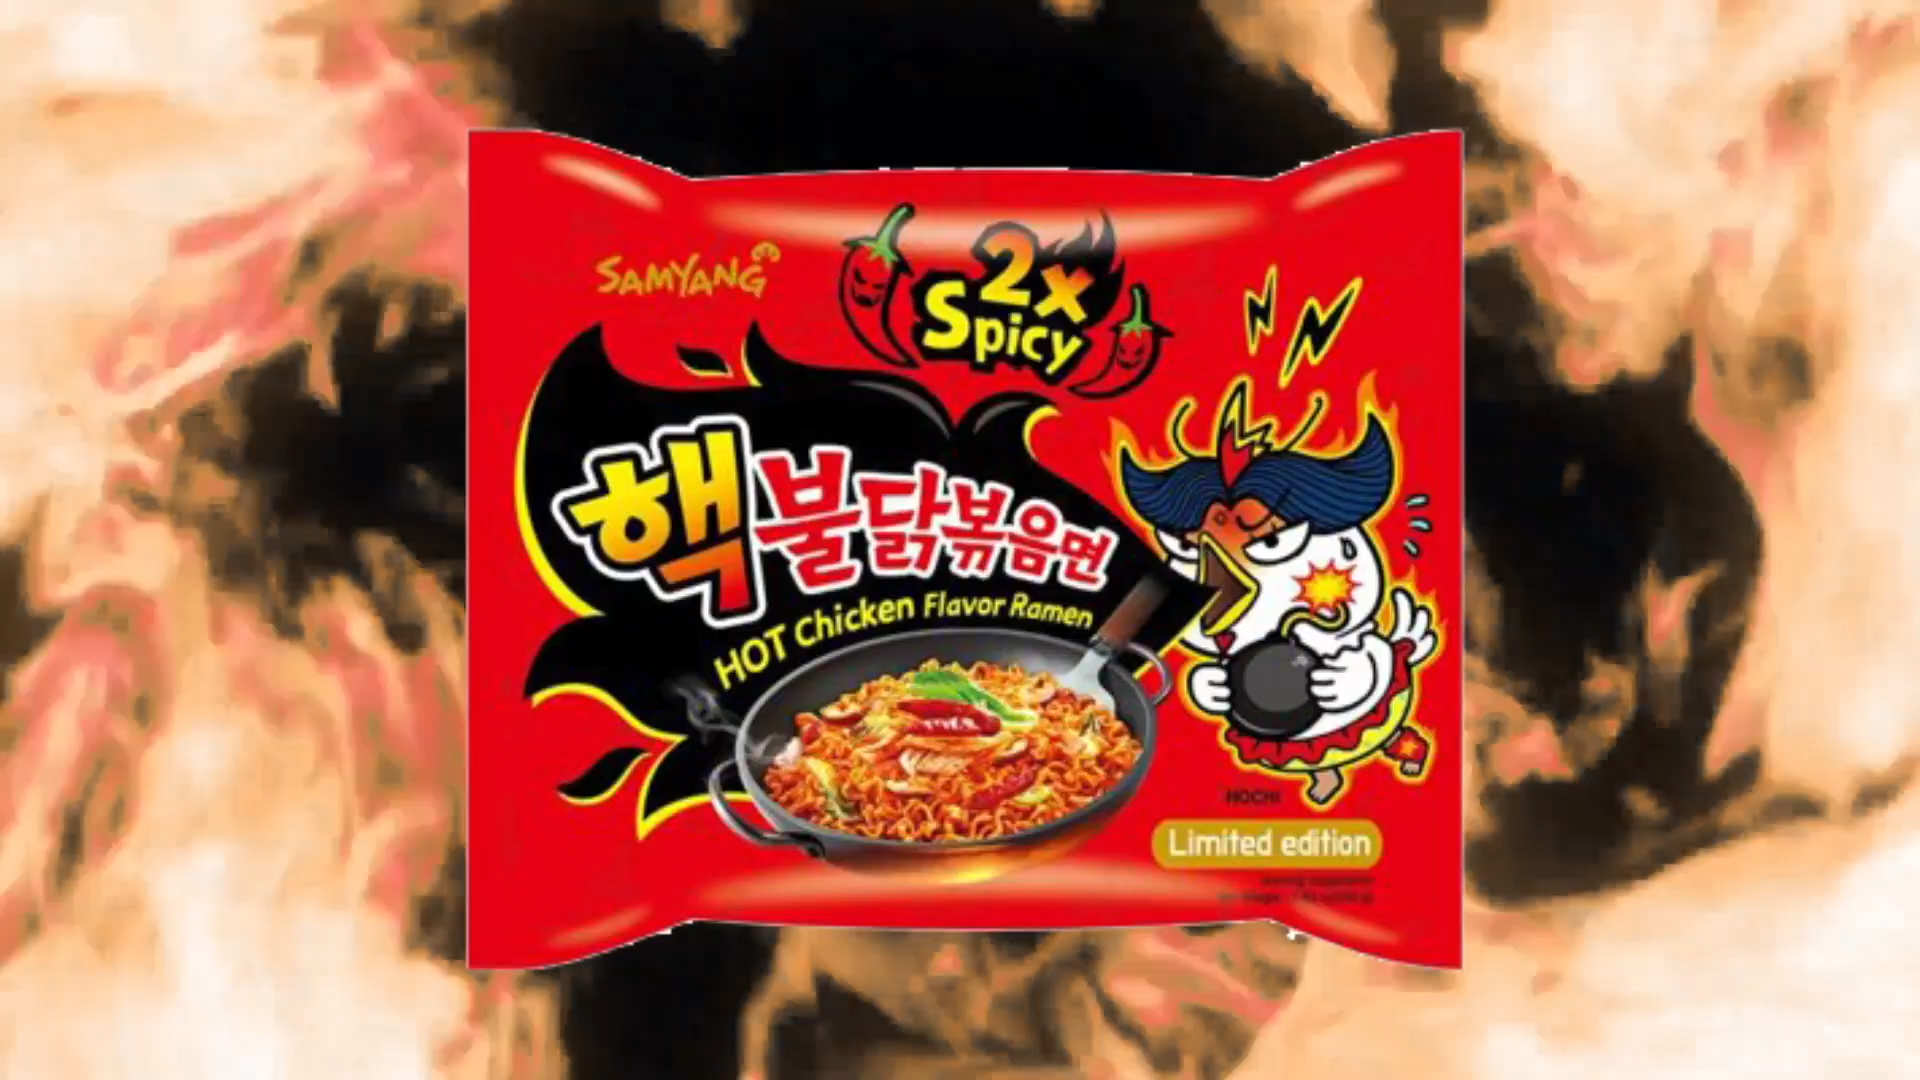 SAMYANG
2x
Spicy
핵불닭볶음면
HOT Chicken Flavor Ramen
HOCHI
Limited edition